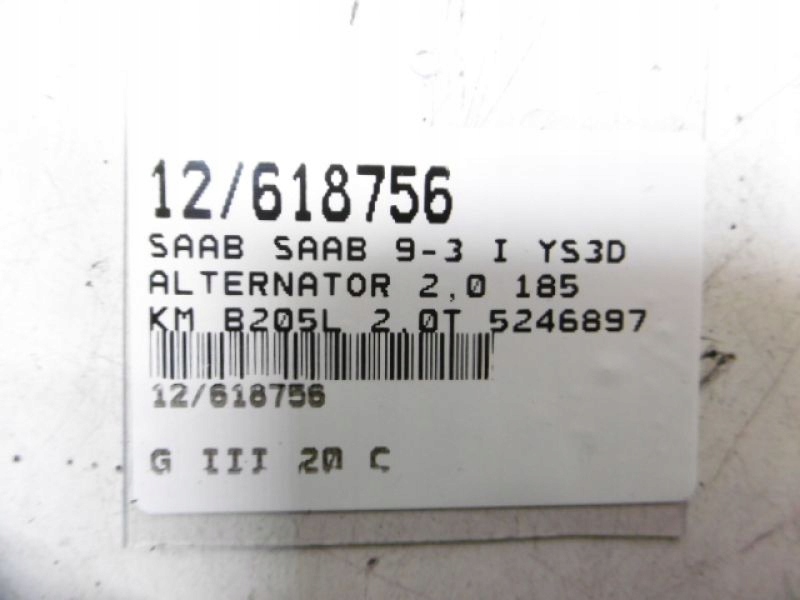 12/618756
SAAB SAAB 9-3 I YS3D
ALTERNATOR 2,0 185
KM B205L 2.0T 5246897
12/618756
G III 20 C